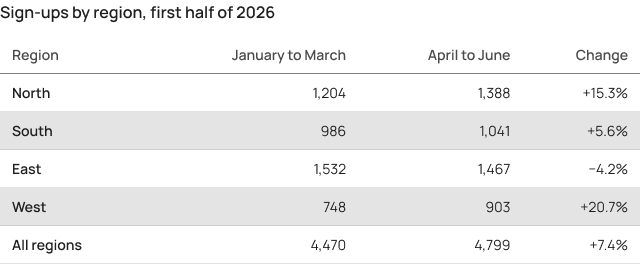 Sign-ups by region, first half of 2026
Region January to March April to June Change
North 1,204 1,388 +15.3%
South 986 1,041 +5.6%
East 1,532 1,467 −4.2%
West 748 903 +20.7%
All regions 4,470 4,799 +7.4%